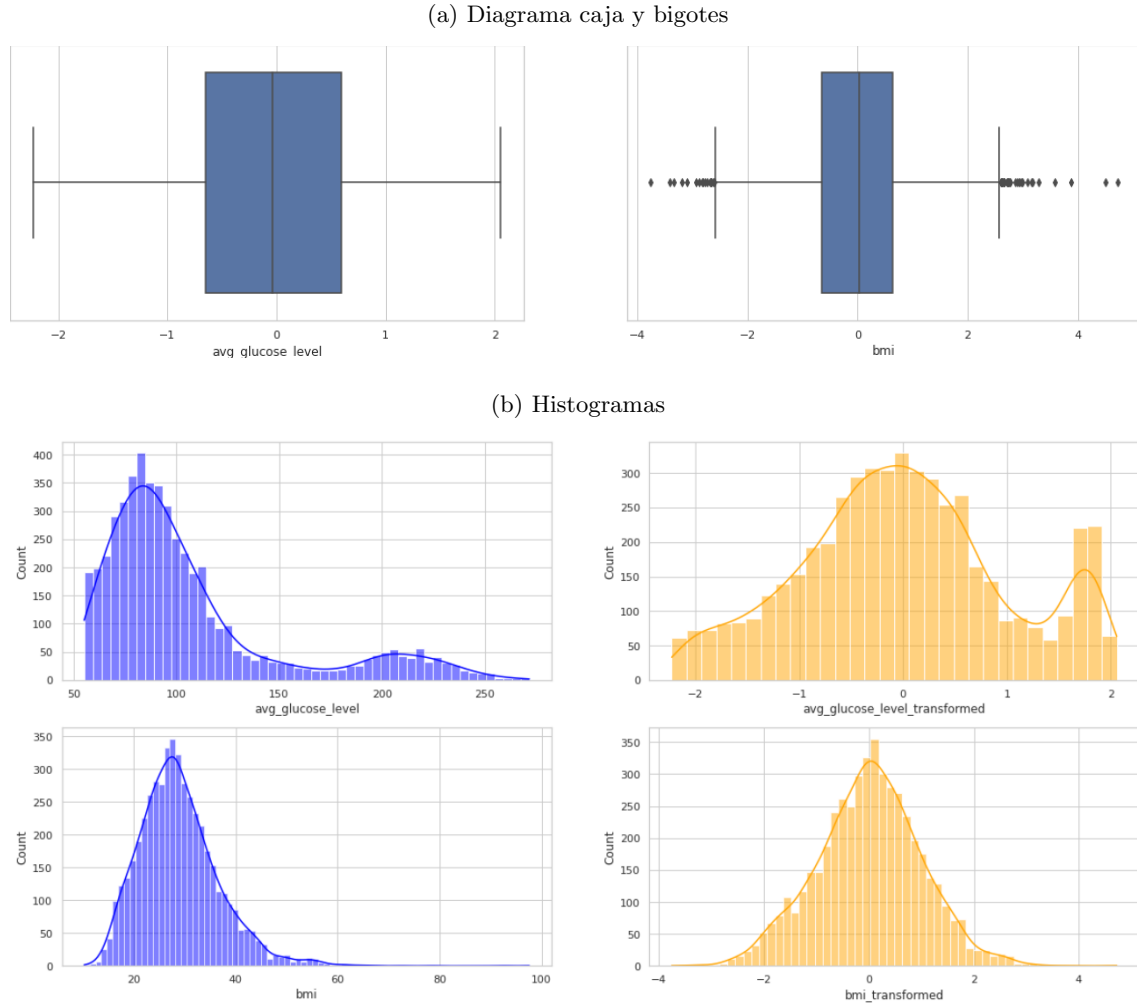 (a) Diagrama caja y bigotes
−2 −1 0 1 2
avg_glucose_level
−4 −2 0 2 4
bmi
(b) Histogramas
400
350
300
250
200
150
100
50
0
Count
50 100 150 200 250
avg_glucose_level
300
250
200
150
100
50
0
Count
−2 −1 0 1 2
avg_glucose_level_transformed
350
300
250
200
150
100
50
0
Count
20 40 60 80 100
bmi
350
300
250
200
150
100
50
0
Count
−4 −2 0 2 4
bmi_transformed